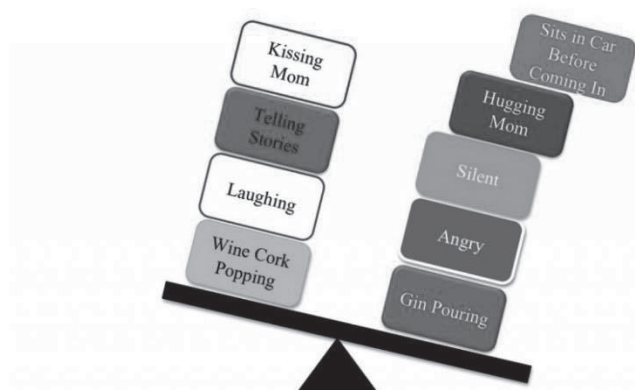 Kissing
Mom
Telling
Stories
Laughing
Wine Cork
Popping
Sits in Car
Before
Coming In
Hugging
Mom
Silent
Angry
Gin Pouring